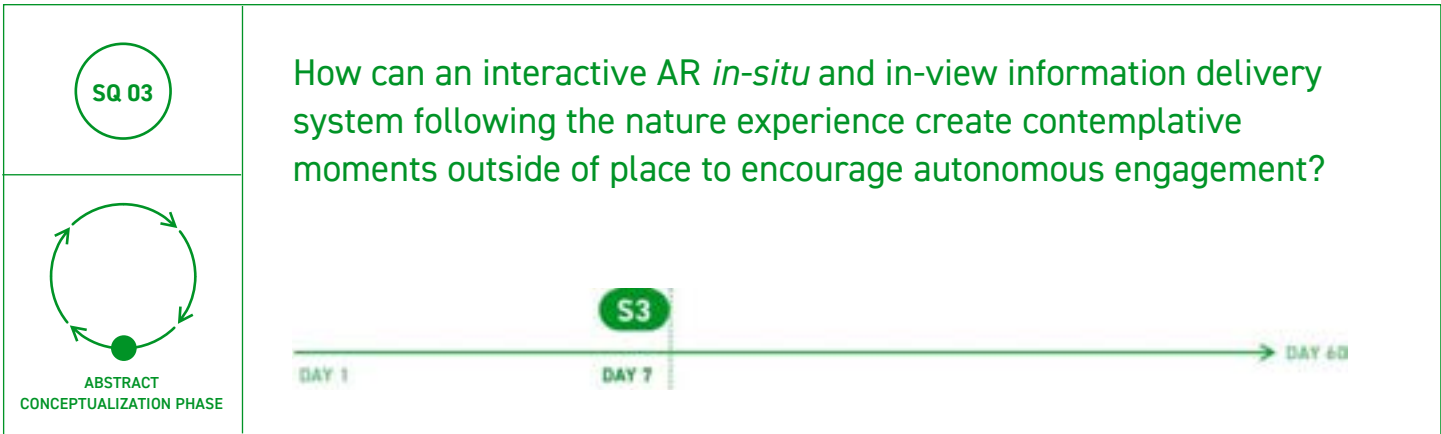 SQ 03
How can an interactive AR in-situ and in-view information delivery
system following the nature experience create contemplative
moments outside of place to encourage autonomous engagement?
ABSTRACT
CONCEPTUALIZATION PHASE
S3
DAY 1
DAY 7
DAY 60